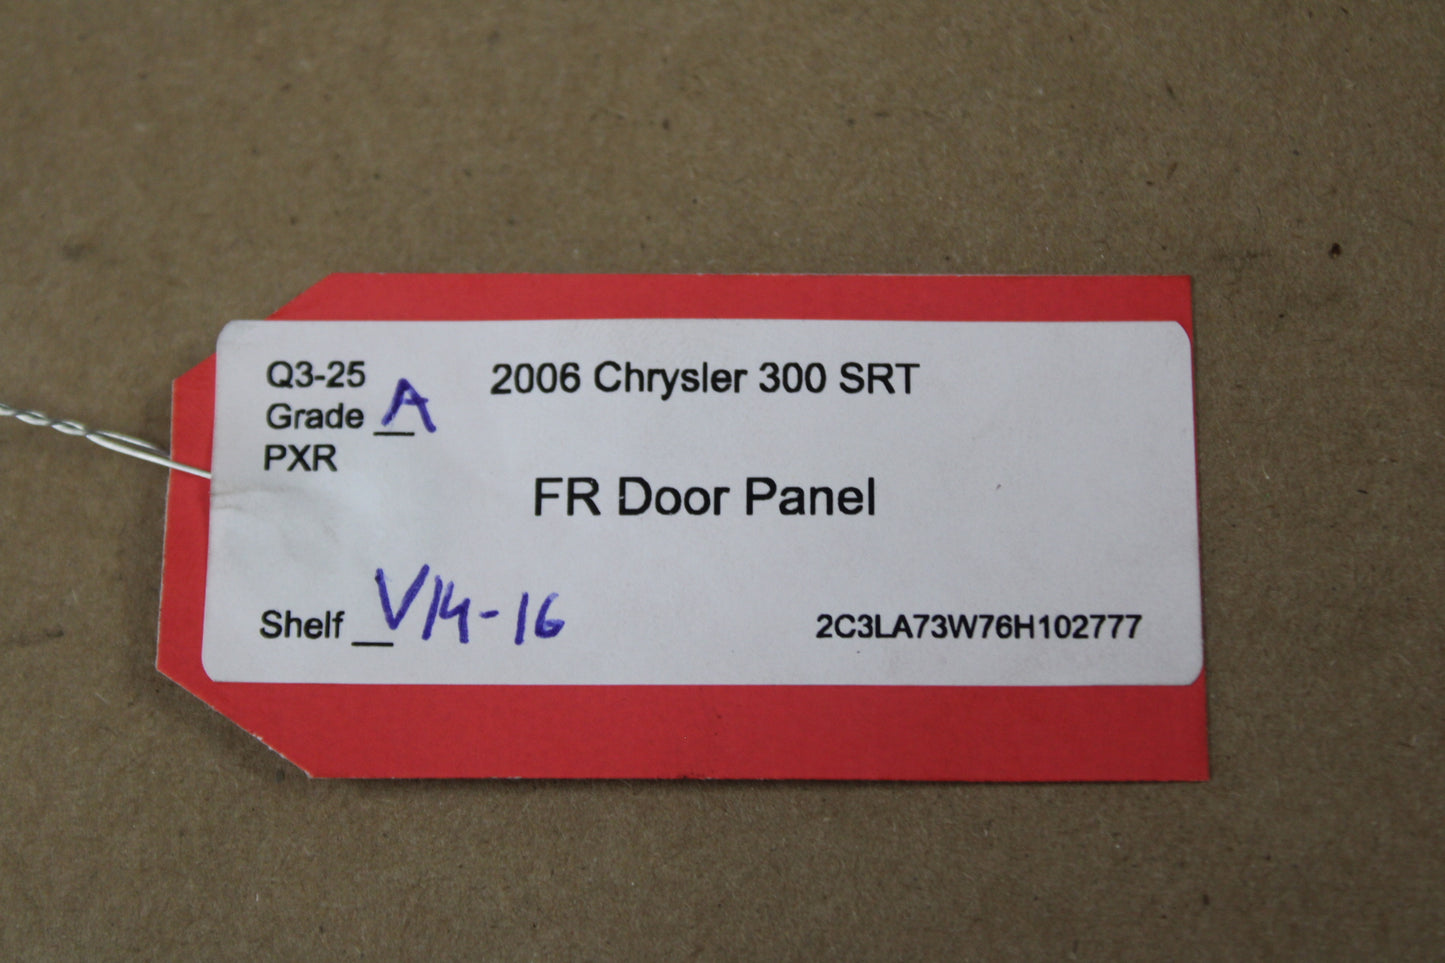 Q3-25
2006 Chrysler 300 SRT
Grade A
PXR
FR Door Panel
Shelf V14-16
2C3LA73W76H102777